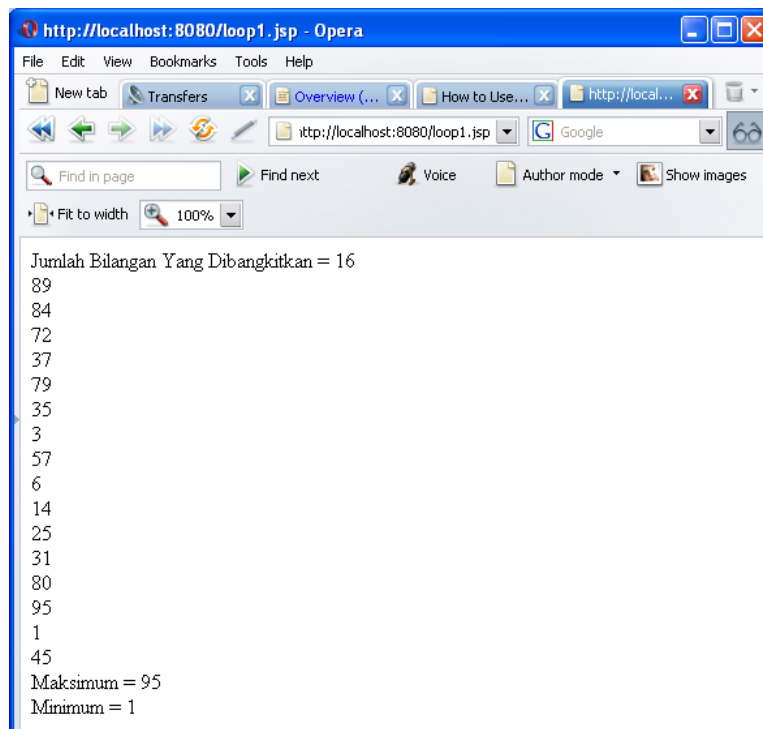 http://localhost:8080/loop1.jsp - Opera
File Edit View Bookmarks Tools Help
New tab Transfers Overview (... How to Use... http://local...
ttp://localhost:8080/loop1.jsp G Google
Find in page Find next Voice Author mode Show images
Fit to width 100%
Jumlah Bilangan Yang Dibangkitkan = 16
89
84
72
37
79
35
3
57
6
14
25
31
80
95
1
45
Maksimum = 95
Minimum = 1